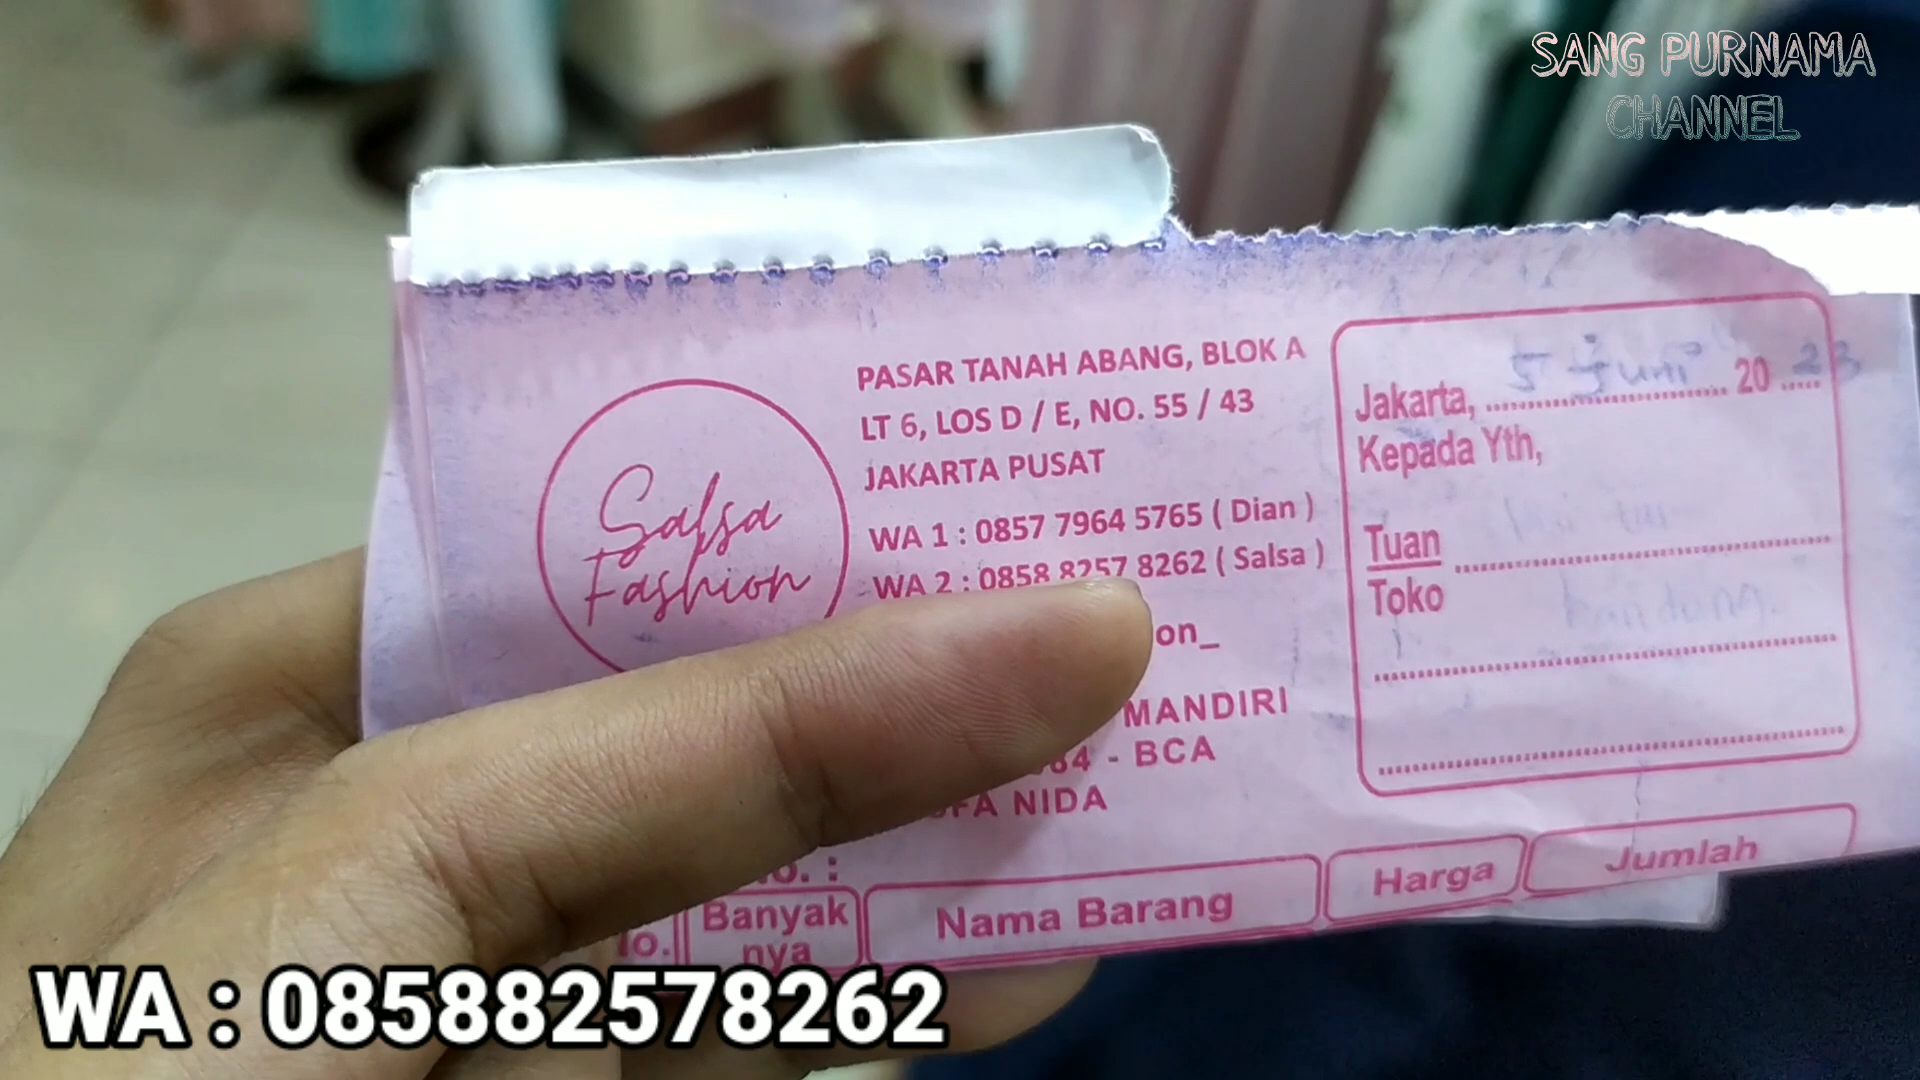 SANG PURNAMA
CHANNEL
Salsa
Fashion
PASAR TANAH ABANG, BLOK A
LT 6, LOS D / E, NO. 55 / 43
JAKARTA PUSAT
WA 1 : 0857 7964 5765 ( Dian )
WA 2 : 0858 8257 8262 ( Salsa )
on_
MANDIRI
- BCA
NIDA
Jakarta, 5 Juni 20 23
Kepada Yth,
Tuan
Toko
bandung.
Banyak
nya
Nama Barang
Harga
Jumlah
WA : 085882578262